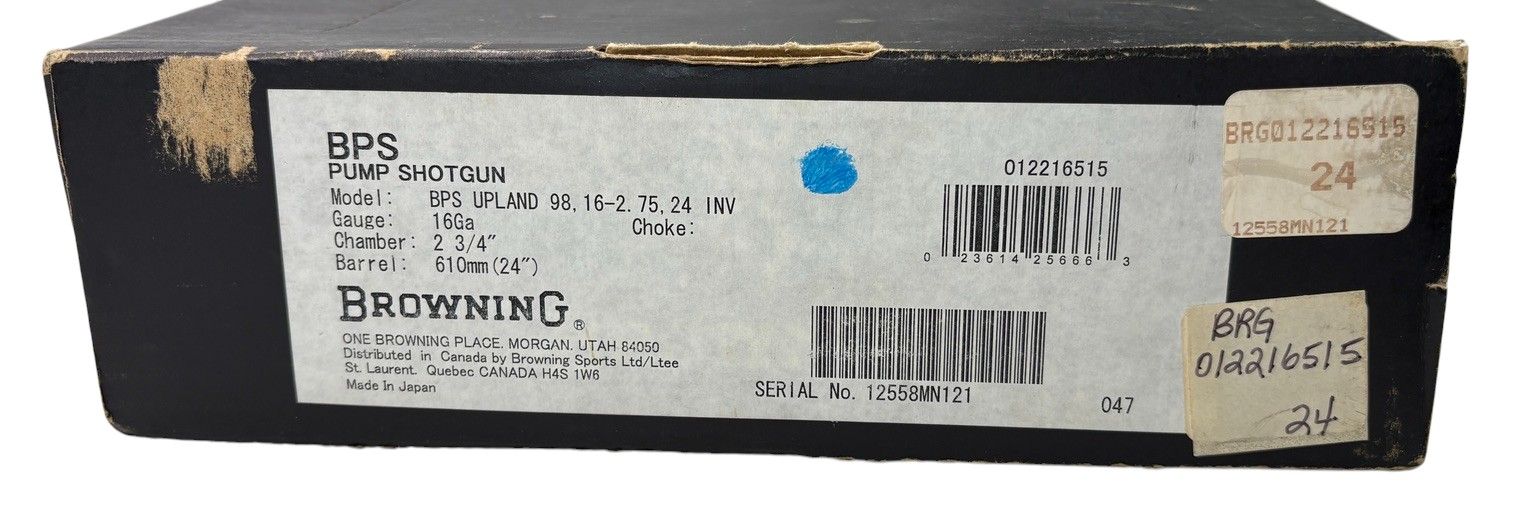 BPS
PUMP SHOTGUN
Model: BPS UPLAND 98, 16-2. 75, 24 INV
Gauge: 16Ga Choke:
Chamber: 2 3/4"
Barrel: 610mm(24")
BROWNING®
ONE BROWNING PLACE. MORGAN. UTAH 84050
Distributed in Canada by Browning Sports Ltd/Ltee
St. Laurent. Quebec CANADA H4S 1W6
Made In Japan
012216515
0 23614 25666 3
SERIAL No. 12558MN121
047
BRG012216515
24
12558MN121
BRG
012216515
24